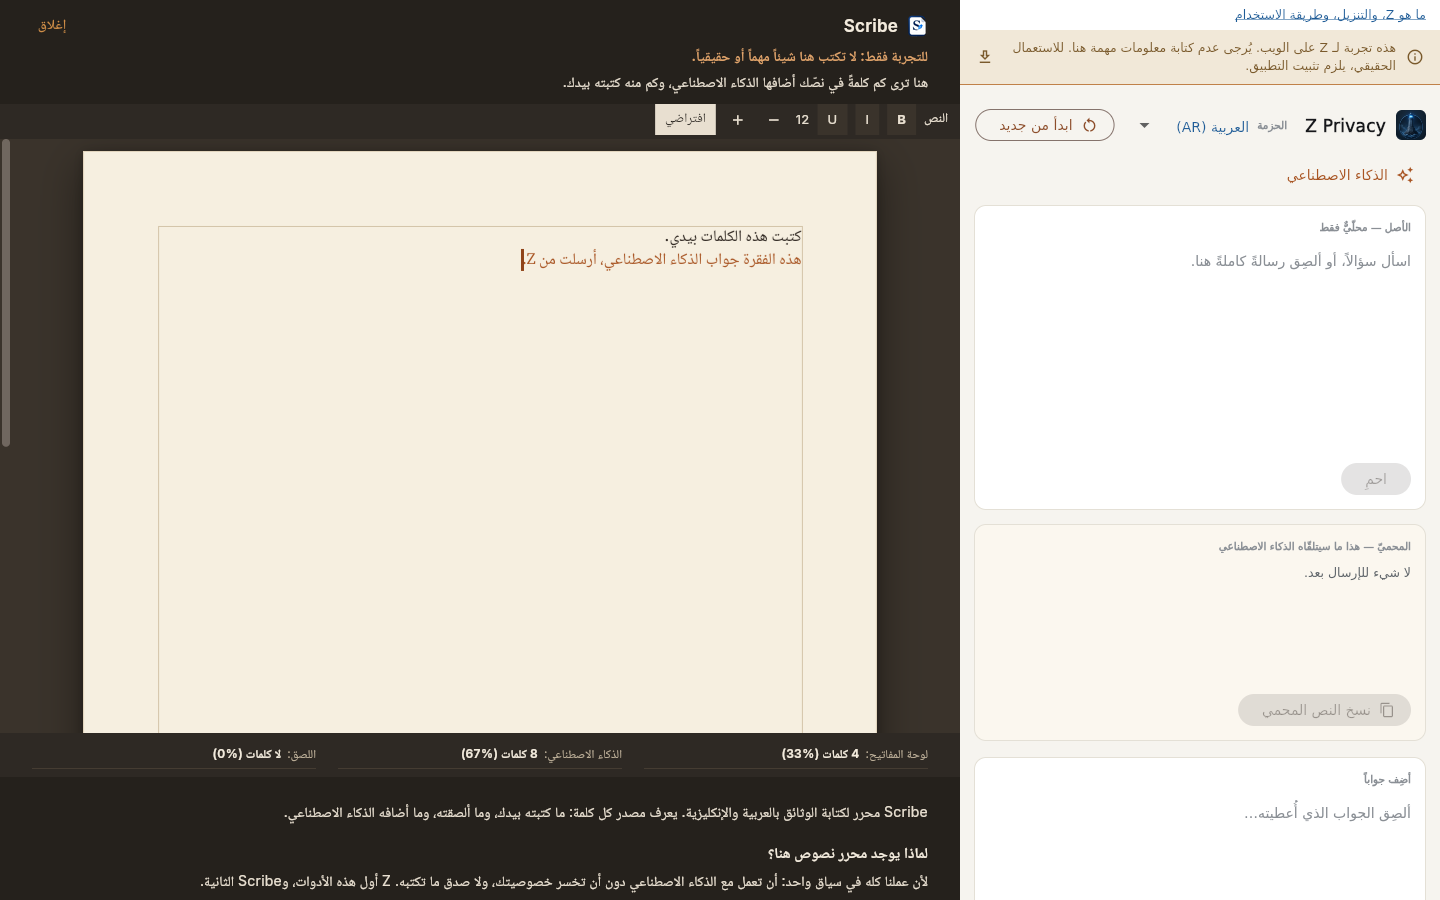 ما هو Z، والتنزيل، وطريقة الاستخدام
هذه تجربة لـ Z على الويب. يُرجى عدم كتابة معلومات مهمة هنا. للاستعمال
الحقيقي، يلزم تثبيت التطبيق.
Z Privacy
الحزمة
العربية (AR)
ابدأ من جديد
الذكاء الاصطناعي
الأصل — محلّيٌّ فقط
اسأل سؤالاً، أو ألصِق رسالةً كاملةً هنا.
احمِ
المحميّ — هذا ما سيتلقّاه الذكاء الاصطناعي
لا شيء للإرسال بعد.
نسخ النص المحمي
أضِف جواباً
ألصِق الجواب الذي أُعطيته...
Scribe
إغلاق
للتجربة فقط: لا تكتب هنا شيئاً مهماً أو حقيقياً.
هنا ترى كم كلمةً في نصّك أضافها الذكاء الاصطناعي، وكم منه كتبته بيدك.
النص B I U 12 − + افتراضي
كتبت هذه الكلمات بيدي.
هذه الفقرة جواب الذكاء الاصطناعي، أرسلت من Z.
لوحة المفاتيح: 4 كلمات (33%)
الذكاء الاصطناعي: 8 كلمات (67%)
اللصق: لا كلمات (0%)
Scribe محرر لكتابة الوثائق بالعربية والإنكليزية. يعرف مصدر كل كلمة: ما كتبته بيدك، وما ألصقته، وما أضافه الذكاء الاصطناعي.
لماذا يوجد محرر نصوص هنا؟
لأن عملنا كله في سياق واحد: أن تعمل مع الذكاء الاصطناعي دون أن تخسر خصوصيتك، ولا صدق ما تكتبه. Z أول هذه الأدوات، وScribe الثانية.